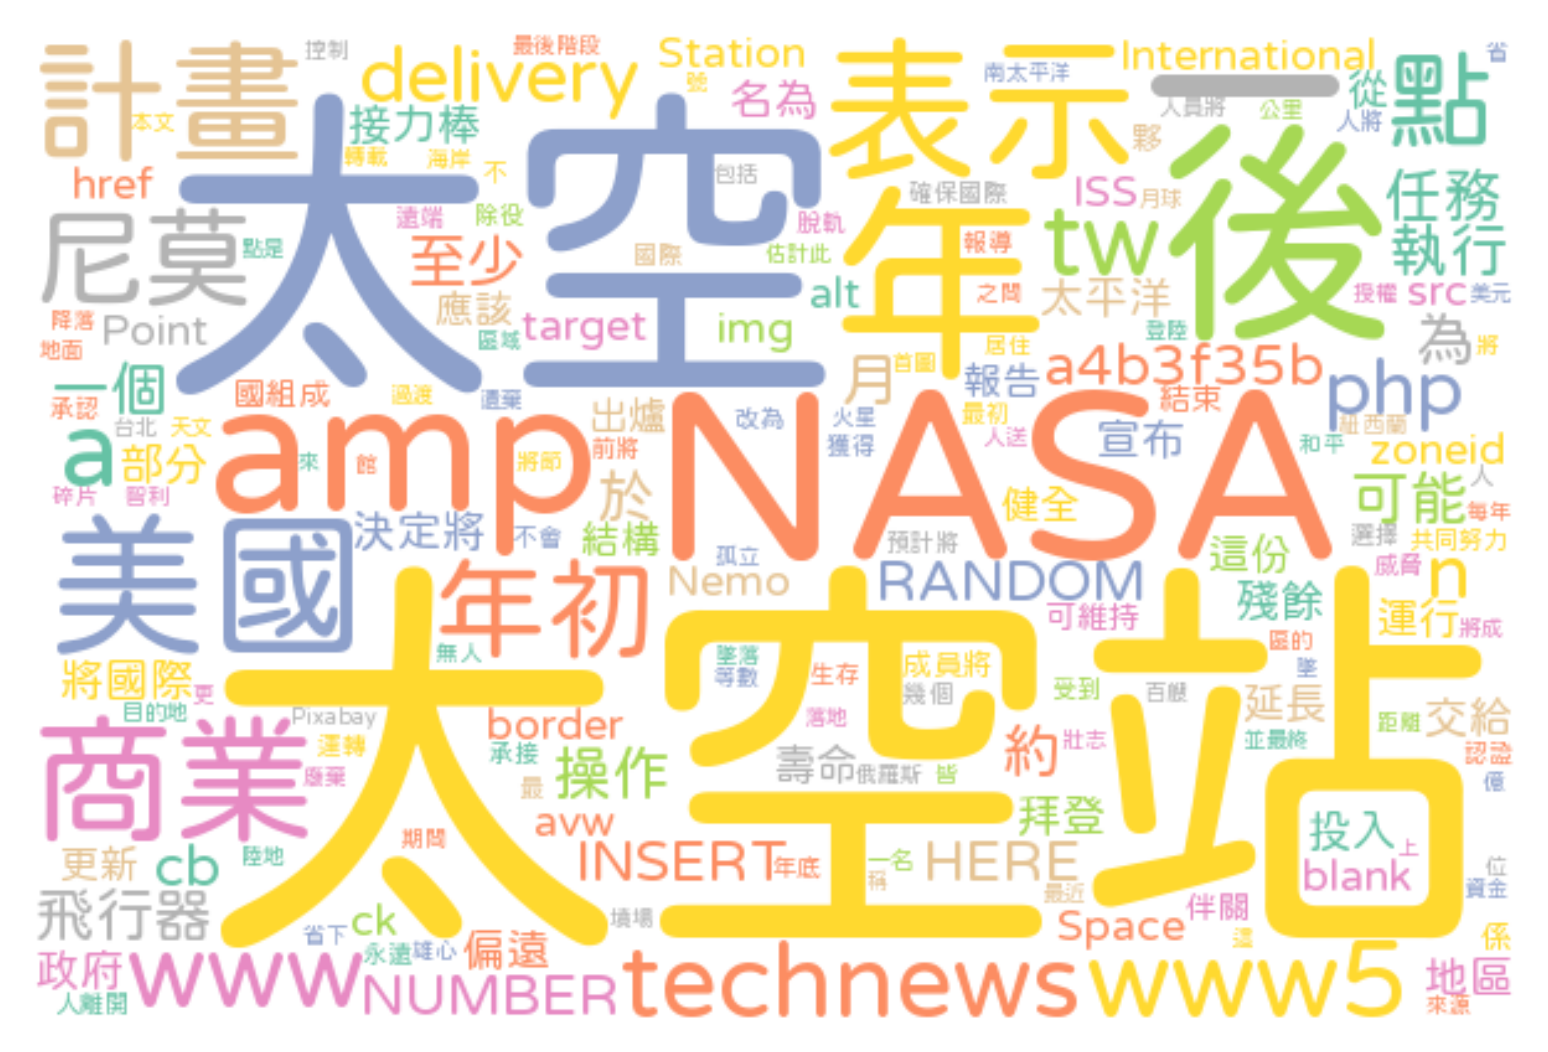 計畫
控制
最後階段
delivery
Station
號
表示
南太平洋
International
省
本文
接力棒
名為
人員將
公里
從
點
人將
夥
href
轉載
海岸
不
太空
包括
確保國際
ISS
月球
後
任務
尼莫
點是
遠端
除役
至少
脫軌
國際
估計此
年
報導
tw
執行
降落
Point
應該
target
區域
img
alt
之間
太平洋
授權
src
美元
登陸
地面
為
將
一個
國組成
過渡
遺棄
出爐
月
首圖
居住
報告
a4b3f35b
結束
php
承認
台北
天文
amp
改為
火星
最初
紐西蘭
a
部分
來
館
將節
前將
NASA
獲得
人送
宣布
和平
zoneid
碎片
智利
於
健全
可能
人
每年
美國
決定將
不會
結構
孤立
預計將
這份
選擇
共同努力
威脅
年初
Nemo
RANDOM
殘餘
n
可維持
運行
將成
無人
墜落
等數
生存
成員將
幾個
區的
墜
將國際
更
目的地
Pixabay
太空站
受到
百艘
延長
交給
距離
border
落地
商業
運轉
廢棄
承接
操作
最
壽命
俄羅斯
皆
約
壯志
並最終
認證
億
avw
期間
拜登
投入
上
更新
cb
陸地
INSERT
年底
一名
稱
HERE
最近
blank
位
資金
飛行器
省下
ck
墳場
Space
伴關
這
係
政府
www
永遠
雄心
偏遠
人離開
NUMBER
technews
www5
地區
來源